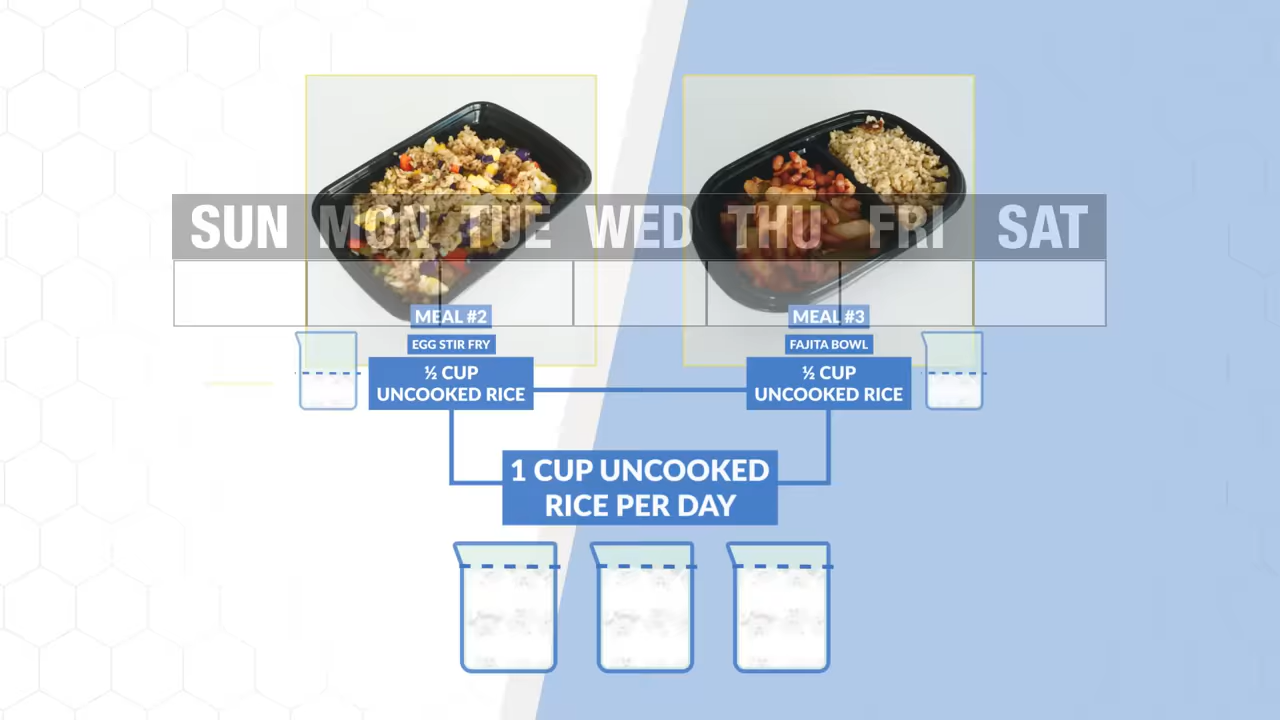 SUN MON TUE WED THU FRI SAT
MEAL #2
EGG STIR FRY
½ CUP
UNCOOKED RICE
MEAL #3
FAJITA BOWL
½ CUP
UNCOOKED RICE
1 CUP UNCOOKED
RICE PER DAY